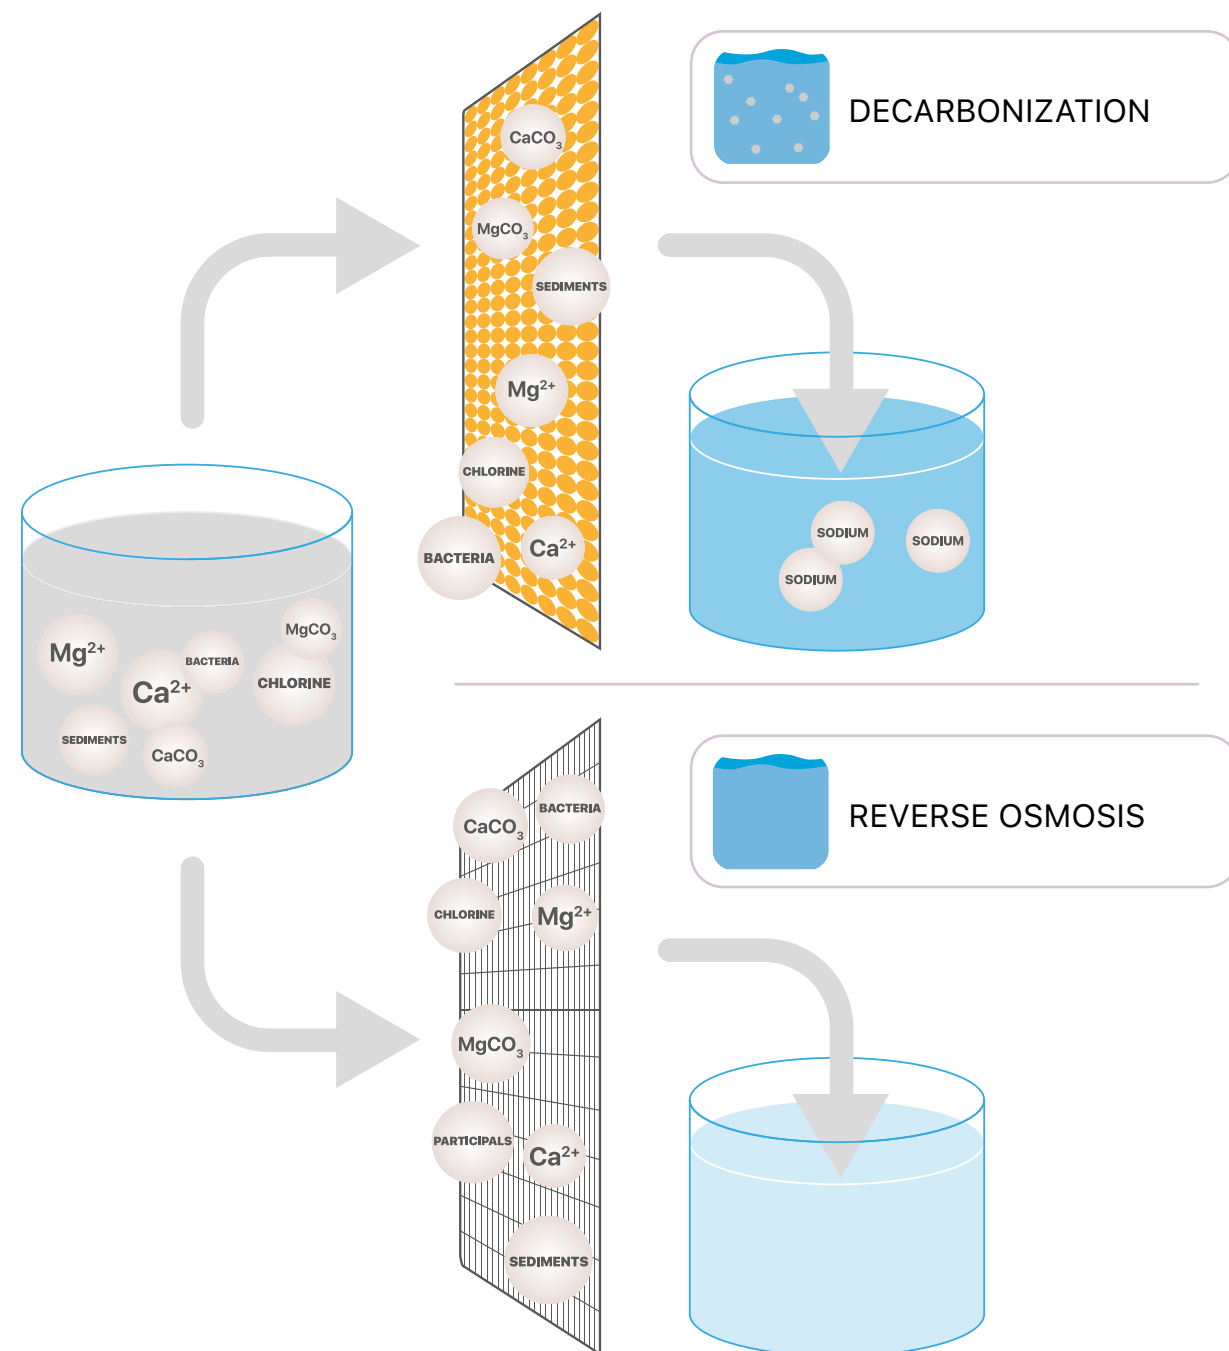 DECARBONIZATION
CaCO₃
MgCO₃
SEDIMENTS
Mg²⁺
CHLORINE
BACTERIA
Ca²⁺
SODIUM
SODIUM
SODIUM
MgCO₃
Mg²⁺
BACTERIA
Ca²⁺
CHLORINE
SEDIMENTS
CaCO₃
REVERSE OSMOSIS
CaCO₃
BACTERIA
CHLORINE
Mg²⁺
MgCO₃
PARTICIPALS
Ca²⁺
SEDIMENTS